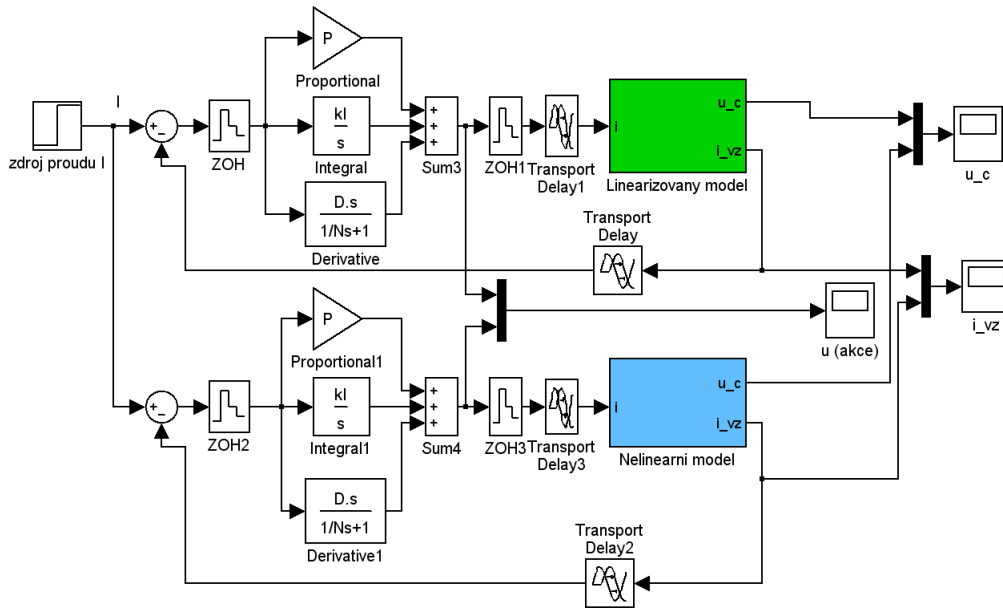 I
zdroj proudu I
+
−
ZOH
P
Proportional
kI
s
Integral
D.s
1/Ns+1
Derivative
+
+
+
Sum3
ZOH1
Transport
Delay1
i
u_c
i_vz
Linearizovany model
u_c
Transport
Delay
i_vz
u (akce)
+
−
ZOH2
P
Proportional1
kI
s
Integral1
D.s
1/Ns+1
Derivative1
+
+
+
Sum4
ZOH3
Transport
Delay3
i
u_c
i_vz
Nelinearni model
Transport
Delay2